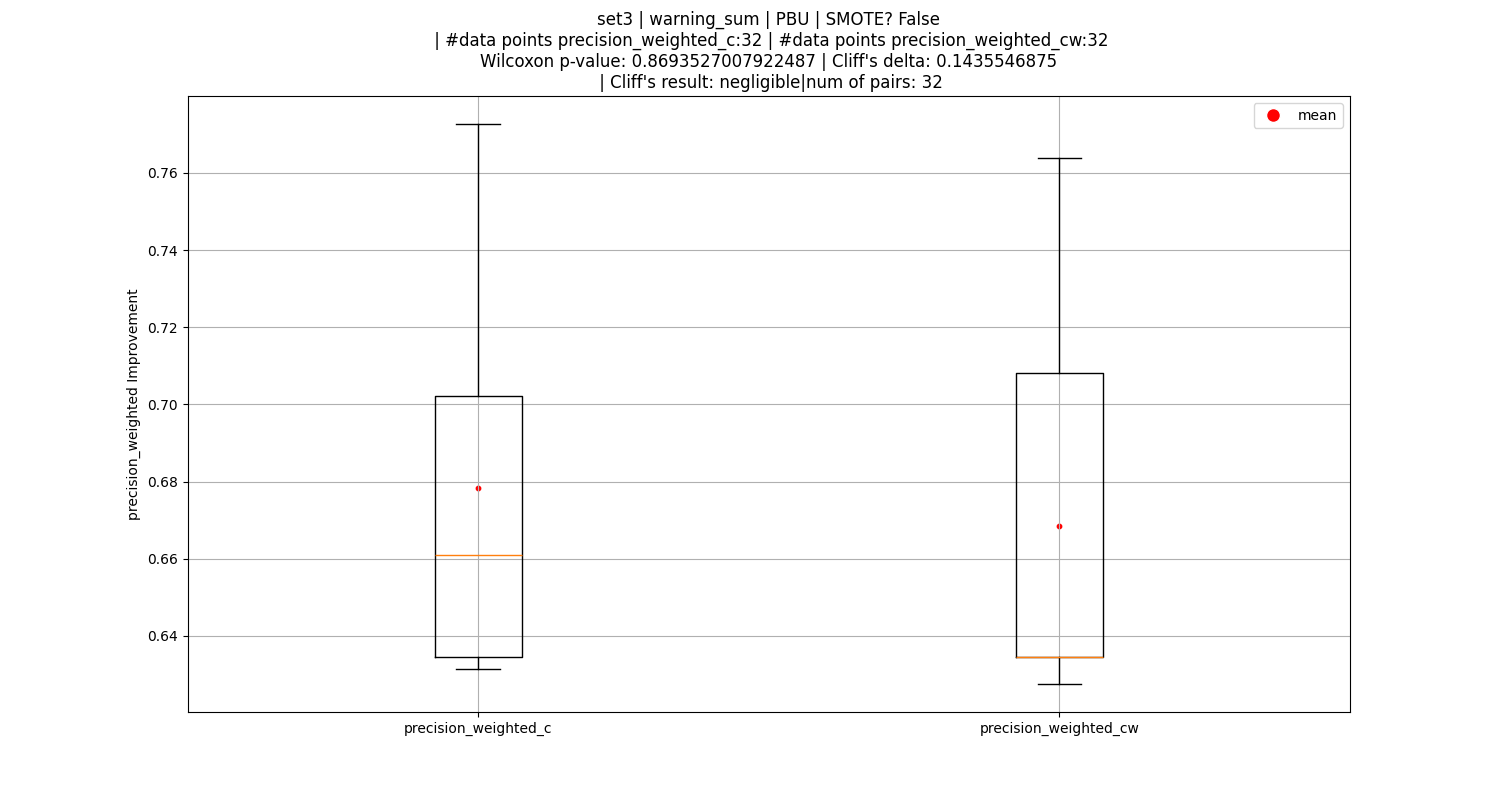 set3 | warning_sum | PBU | SMOTE? False
| #data points precision_weighted_c:32 | #data points precision_weighted_cw:32
Wilcoxon p-value: 0.8693527007922487 | Cliff's delta: 0.1435546875
| Cliff's result: negligible|num of pairs: 32
mean
0.76
0.74
0.72
0.70
0.68
0.66
0.64
precision_weighted Improvement
precision_weighted_c
precision_weighted_cw